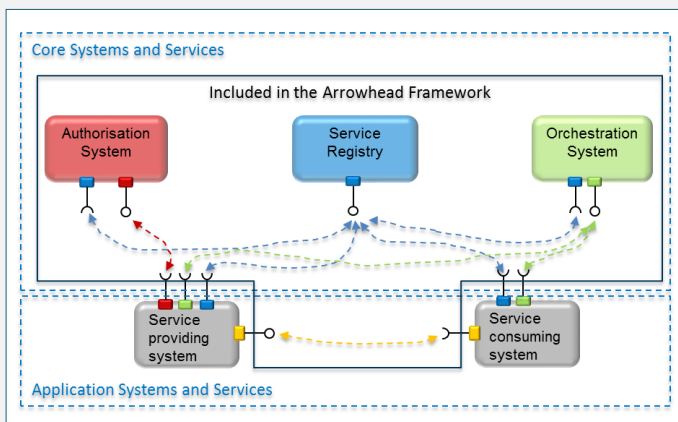 Core Systems and Services
Included in the Arrowhead Framework
Authorisation
System
Service
Registry
Orchestration
System
Service
providing
system
Service
consuming
system
Application Systems and Services